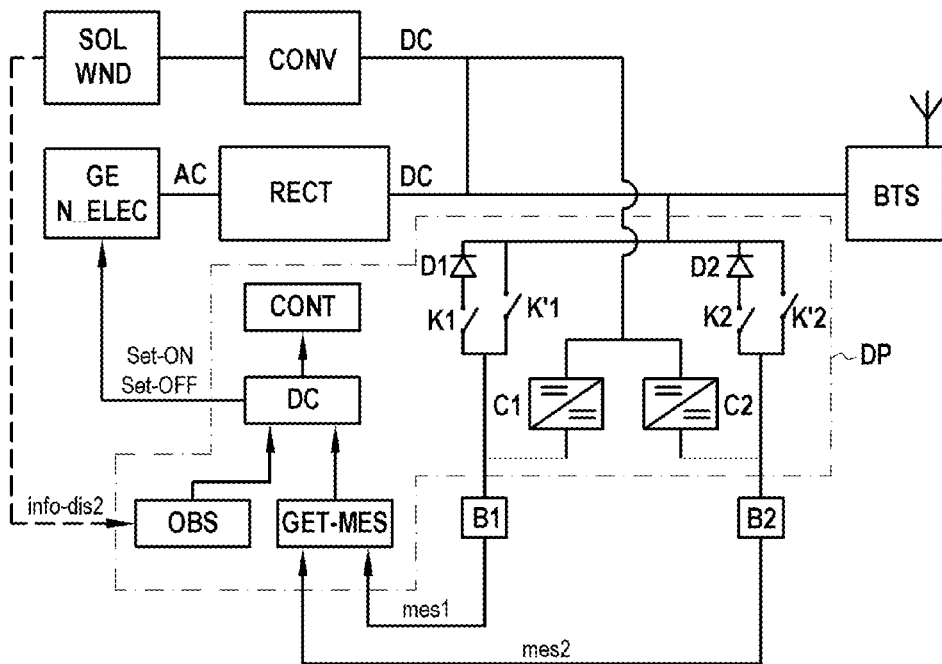 SOL
WND
CONV
DC
GE
N_ELEC
AC
RECT
DC
BTS
D1
D2
K1
K'1
K2
K'2
CONT
Set-ON
Set-OFF
DC
C1
C2
DP
info-dis2
OBS
GET-MES
B1
B2
mes1
mes2